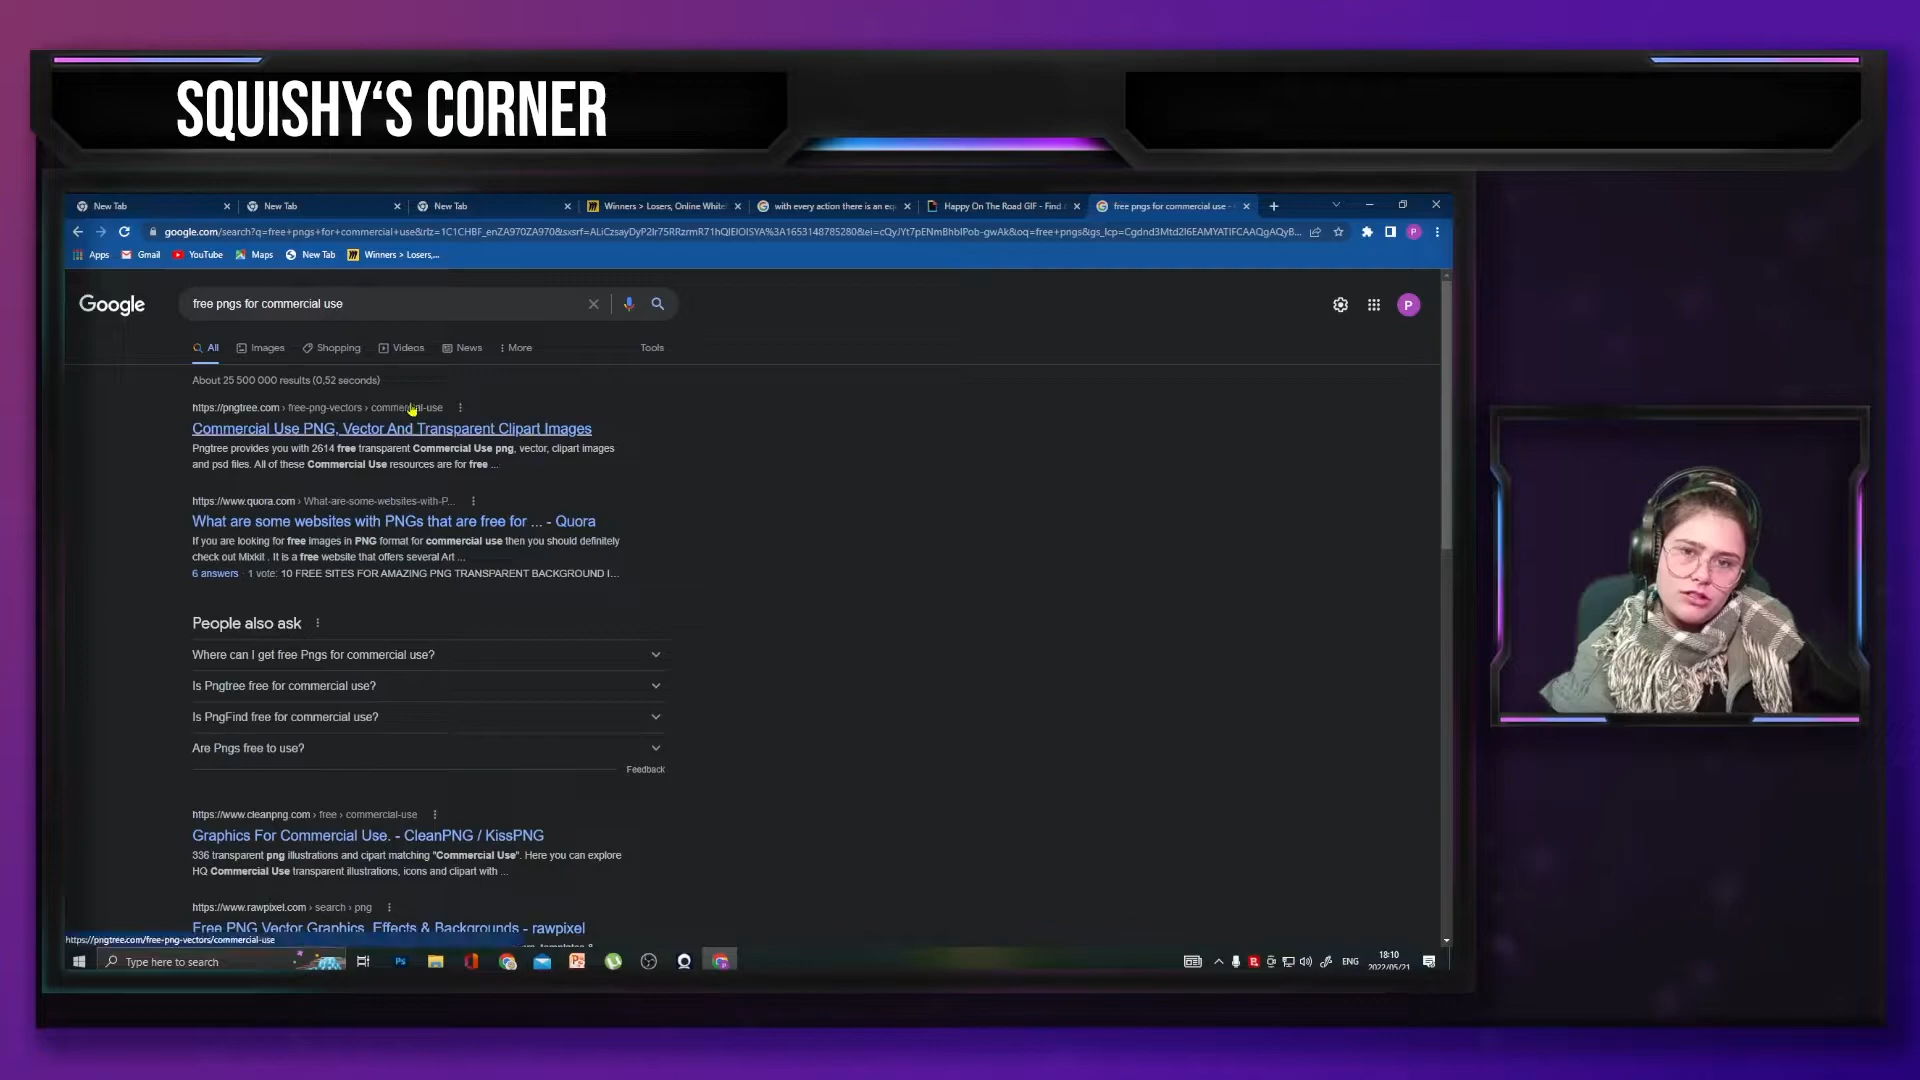 SQUISHY‘S CORNER
New Tab
New Tab
New Tab
Winners > Losers, Online White
with every action there is an eq
Happy On The Road GIF - Find
free pngs for commercial use -
Apps
Gmail
YouTube
Maps
New Tab
Winners > Losers,...
Google
free pngs for commercial use
P
All
Images
Shopping
Videos
News
More
Tools
About 25 500 000 results (0,52 seconds)
https://pngtree.com › free-png-vectors › commercial-use
Commercial Use PNG, Vector And Transparent Clipart Images
Pngtree provides you with 2614 free transparent Commercial Use png, vector, clipart images
and psd files. All of these Commercial Use resources are for free ...
https://www.quora.com › What-are-some-websites-with-P...
What are some websites with PNGs that are free for ... - Quora
If you are looking for free images in PNG format for commercial use then you should definitely
check out Mixkit . It is a free website that offers several Art ...
6 answers · 1 vote: 10 FREE SITES FOR AMAZING PNG TRANSPARENT BACKGROUND I...
People also ask
Where can I get free Pngs for commercial use?
Is Pngtree free for commercial use?
Is PngFind free for commercial use?
Are Pngs free to use?
Feedback
https://www.cleanpng.com › free › commercial-use
Graphics For Commercial Use. - CleanPNG / KissPNG
336 transparent png illustrations and cipart matching "Commercial Use". Here you can explore
HQ Commercial Use transparent illustrations, icons and clipart with ...
https://www.rawpixel.com › search › png
Free PNG Vector Graphics, Effects & Backgrounds - rawpixel
https://pngtree.com/free-png-vectors/commercial-use
Type here to search
Ps
ENG
18:10
2022/05/21